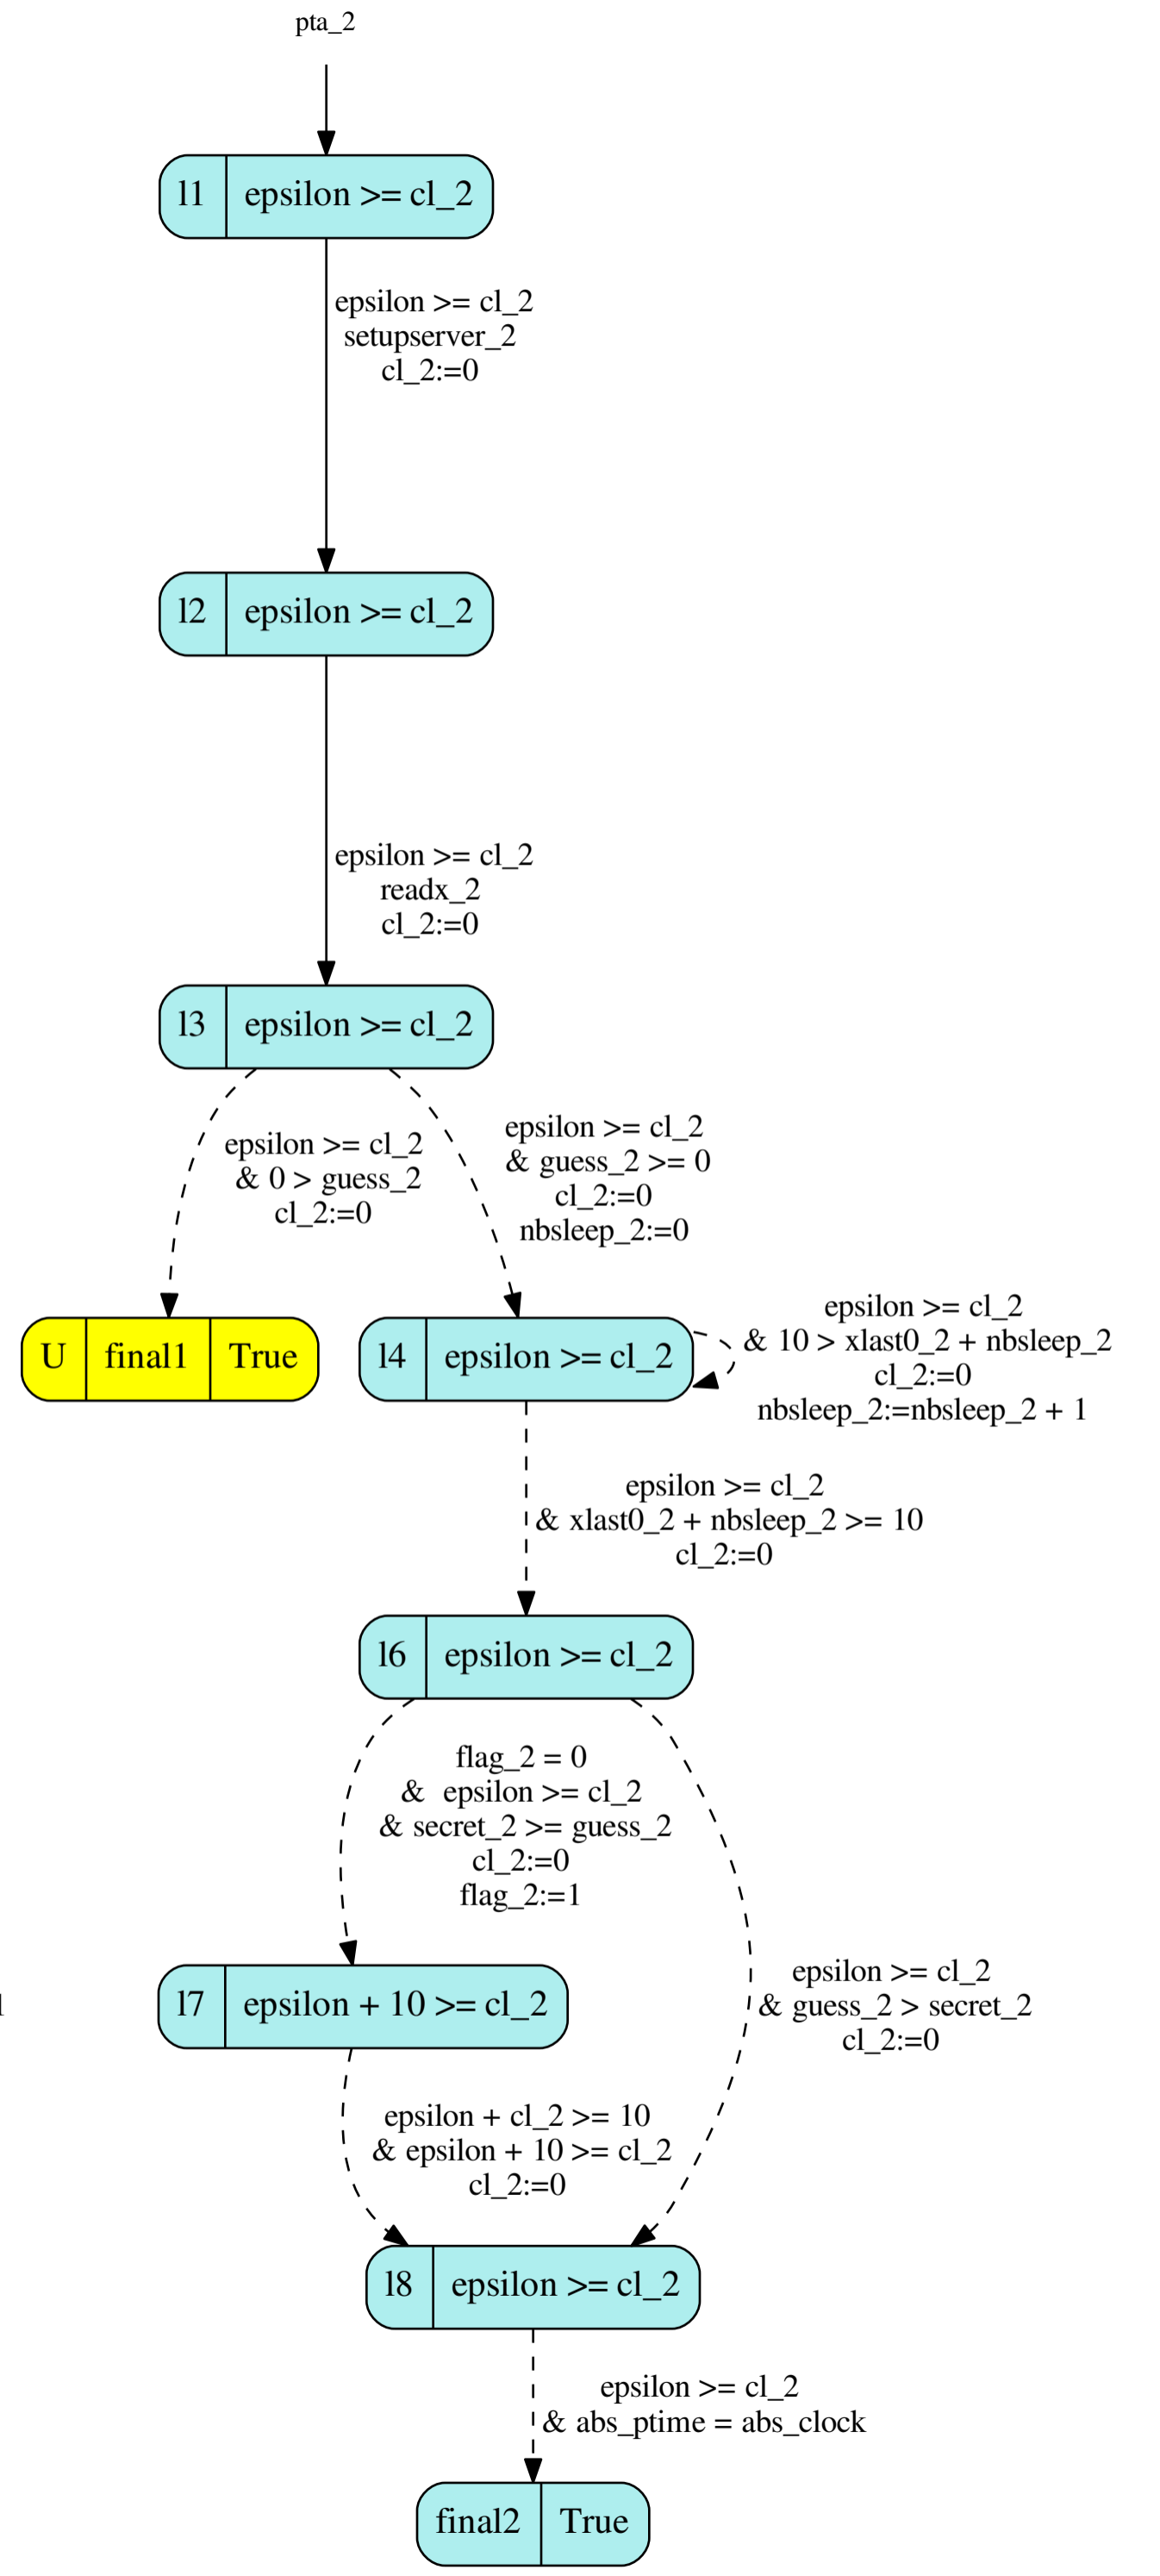 pta_2
l1 epsilon >= cl_2
epsilon >= cl_2
setupserver_2
cl_2:=0
l2 epsilon >= cl_2
epsilon >= cl_2
readx_2
cl_2:=0
l3 epsilon >= cl_2
epsilon >= cl_2
& 0 > guess_2
cl_2:=0
epsilon >= cl_2
& guess_2 >= 0
cl_2:=0
nbsleep_2:=0
U final1 True
l4 epsilon >= cl_2
epsilon >= cl_2
& 10 > xlast0_2 + nbsleep_2
cl_2:=0
nbsleep_2:=nbsleep_2 + 1
epsilon >= cl_2
& xlast0_2 + nbsleep_2 >= 10
cl_2:=0
l6 epsilon >= cl_2
flag_2 = 0
& epsilon >= cl_2
& secret_2 >= guess_2
cl_2:=0
flag_2:=1
epsilon >= cl_2
& guess_2 > secret_2
cl_2:=0
l7 epsilon + 10 >= cl_2
epsilon + cl_2 >= 10
& epsilon + 10 >= cl_2
cl_2:=0
l8 epsilon >= cl_2
epsilon >= cl_2
& abs_ptime = abs_clock
final2 True